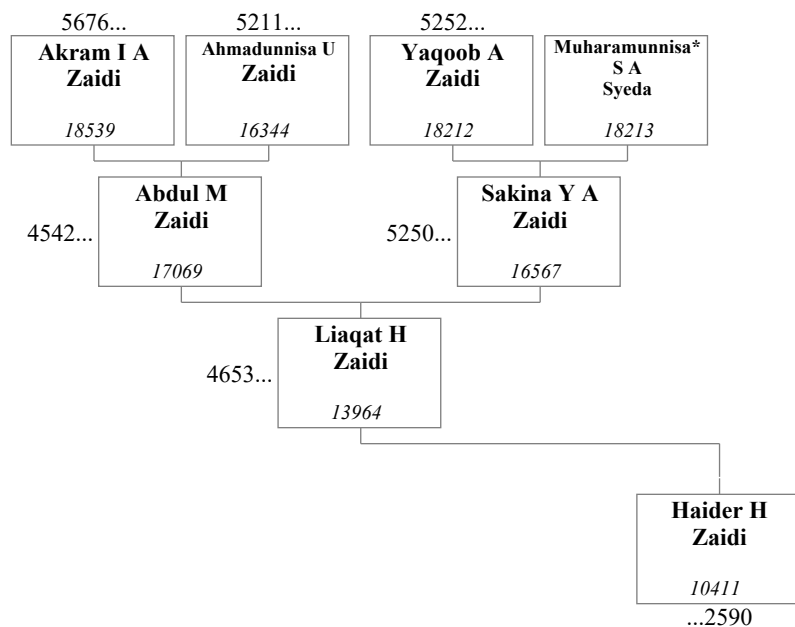 5676...
5211...
5252...
Akram I A
Zaidi
18539
Ahmadunnisa U
Zaidi
16344
Yaqoob A
Zaidi
18212
Muharamunnisa*
S A
Syeda
18213
4542...
Abdul M
Zaidi
17069
5250...
Sakina Y A
Zaidi
16567
4653...
Liaqat H
Zaidi
13964
Haider H
Zaidi
10411
...2590